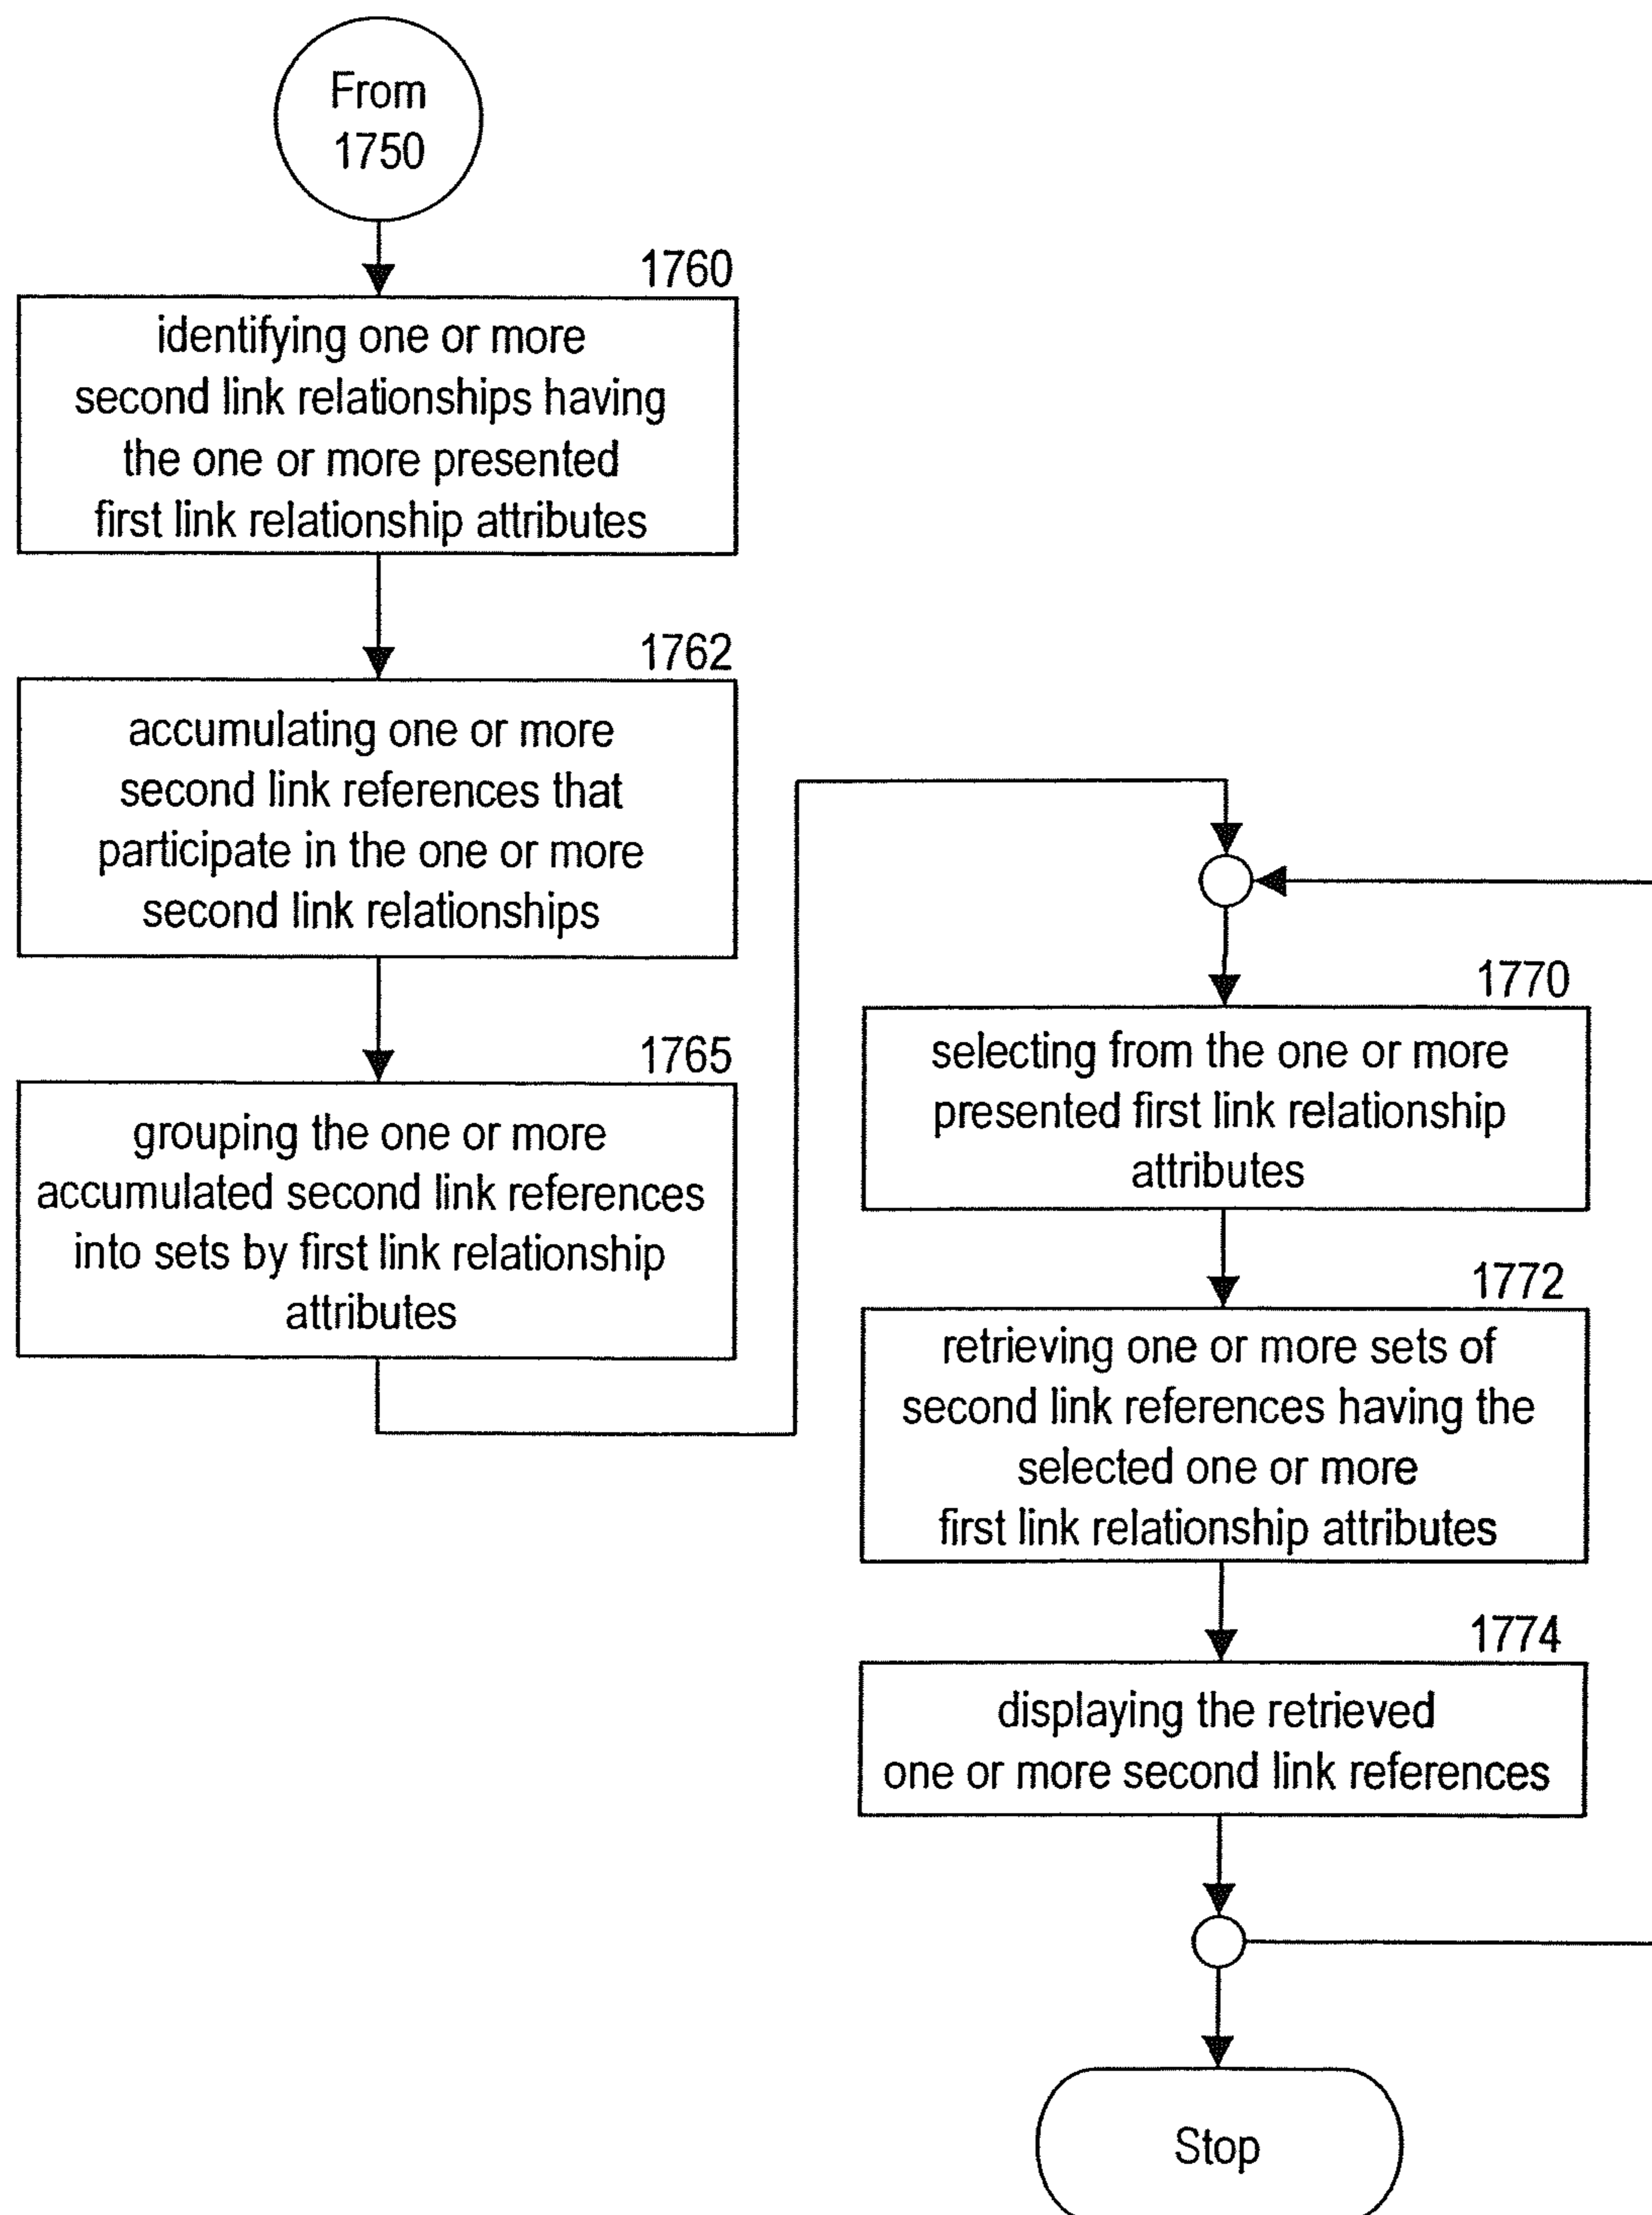 From
1750
1760
identifying one or more
second link relationships having
the one or more presented
first link relationship attributes
1762
accumulating one or more
second link references that
participate in the one or more
second link relationships
1765
grouping the one or more
accumulated second link references
into sets by first link relationship
attributes
1770
selecting from the one or more
presented first link relationship
attributes
1772
retrieving one or more sets of
second link references having the
selected one or more
first link relationship attributes
1774
displaying the retrieved
one or more second link references
Stop